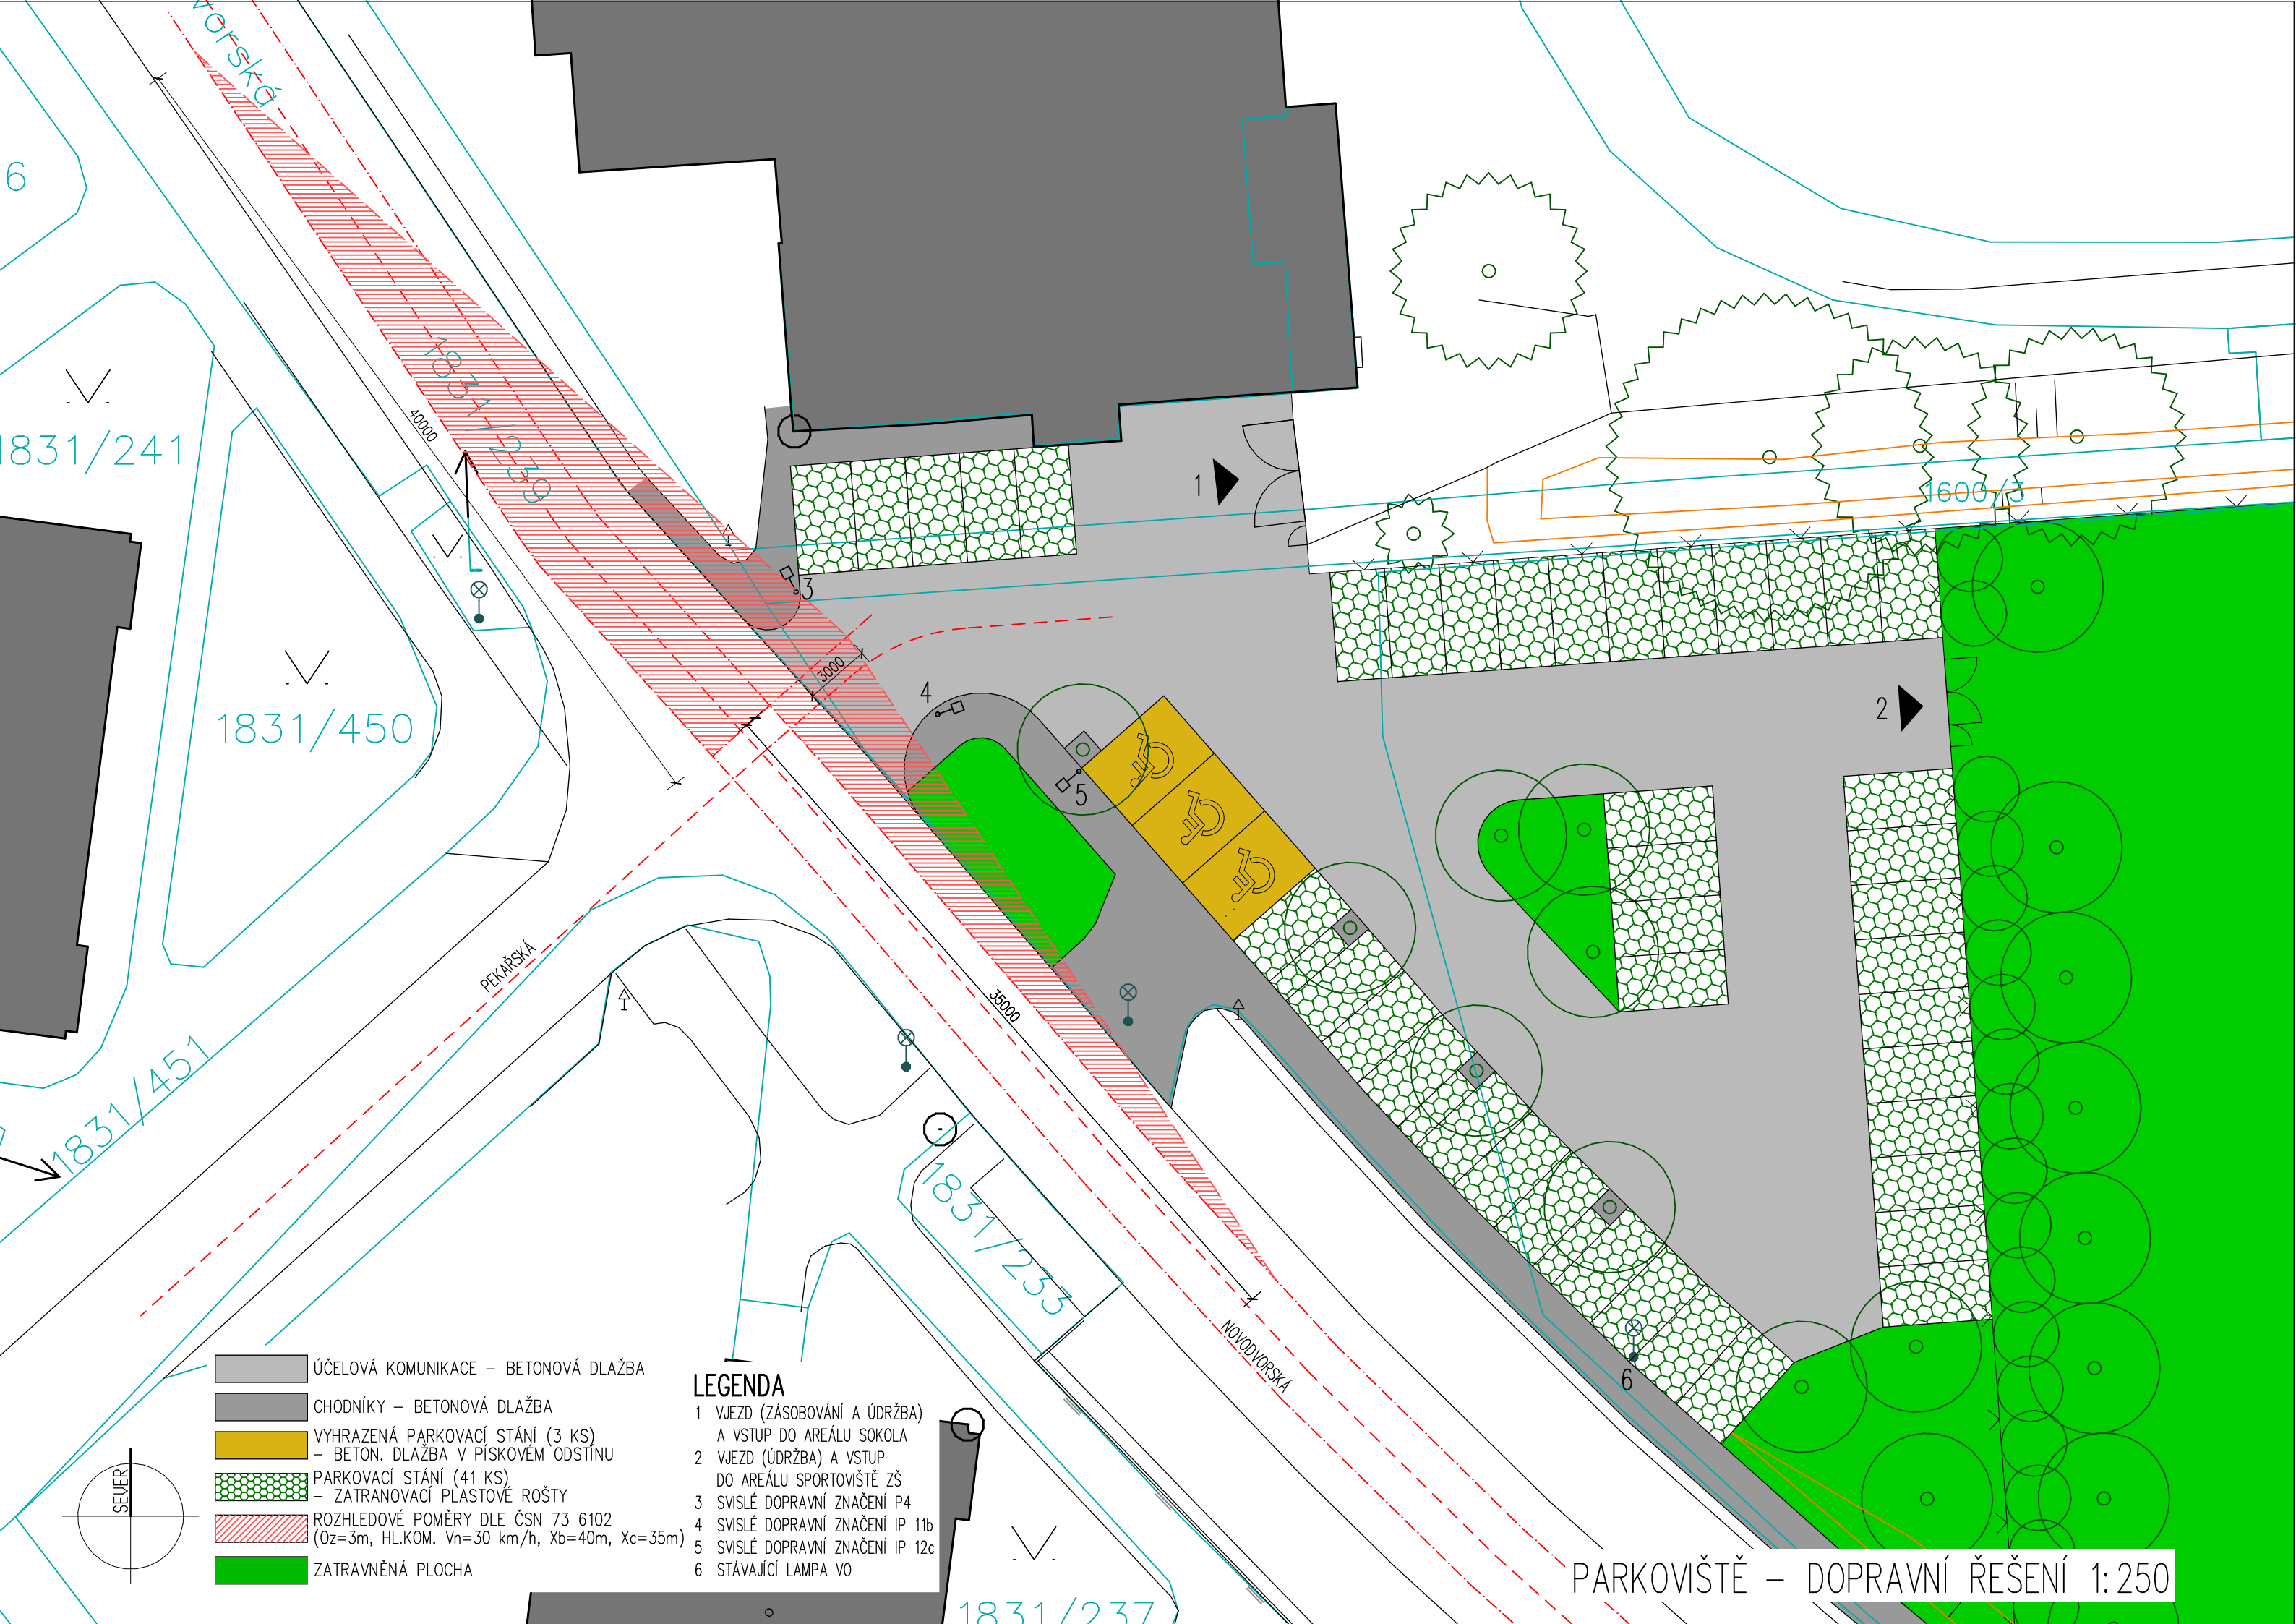 vorská
6
1831/241
40000
1831/239
1831/450
3
3000
4
5
1
1600/3
2
PEKAŘSKÁ
35000
1831/451
1831/233
NOVODVORSKÁ
6
SEVER
ÚČELOVÁ KOMUNIKACE – BETONOVÁ DLAŽBA
CHODNÍKY – BETONOVÁ DLAŽBA
VYHRAZENÁ PARKOVACÍ STÁNÍ (3 KS)
– BETON. DLAŽBA V PÍSKOVÉM ODSTÍNU
PARKOVACÍ STÁNÍ (41 KS)
– ZATRANOVACÍ PLASTOVÉ ROŠTY
ROZHLEDOVÉ POMĚRY DLE ČSN 73 6102
(Oz=3m, HL.KOM. Vn=30 km/h, Xb=40m, Xc=35m)
ZATRAVNĚNÁ PLOCHA
LEGENDA
1 VJEZD (ZÁSOBOVÁNÍ A ÚDRŽBA)
A VSTUP DO AREÁLU SOKOLA
2 VJEZD (ÚDRŽBA) A VSTUP
DO AREÁLU SPORTOVIŠTĚ ZŠ
3 SVISLÉ DOPRAVNÍ ZNAČENÍ P4
4 SVISLÉ DOPRAVNÍ ZNAČENÍ IP 11b
5 SVISLÉ DOPRAVNÍ ZNAČENÍ IP 12c
6 STÁVAJÍCÍ LAMPA VO
1831/237
PARKOVIŠTĚ – DOPRAVNÍ ŘEŠENÍ 1:250